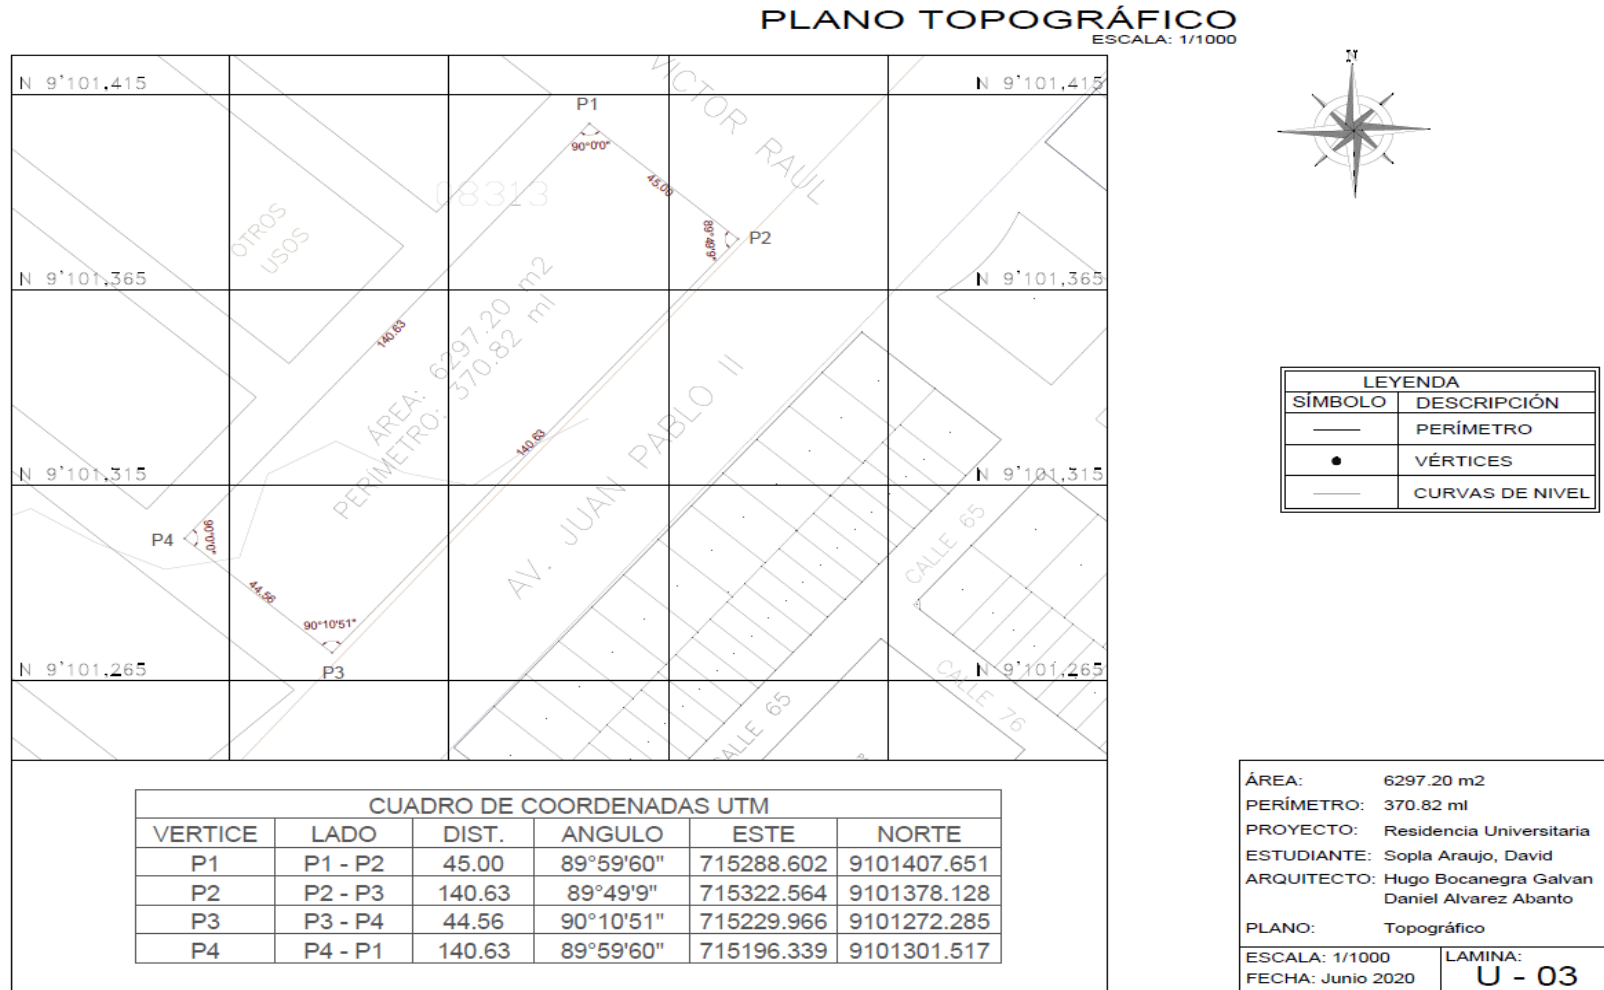 PLANO TOPOGRÁFICO
ESCALA: 1/1000
N
N 9'101,415
N 9'101,415
VICTOR RAUL
P1
90°0'0"
45.00
08313
OTROS
USOS
89°49'9"
P2
N 9'101,365
N 9'101,365
140.63
ÁREA: 6297.20 m2
PERÍMETRO: 370.82 ml
140.63
AV. JUAN PABLO II
N 9'101,315
N 9'101,315
CALLE 65
P4
90°0'0"
44.56
90°10'51"
P3
N 9'101,265
N 9'101,265
CALLE 76
CALLE 65
LEYENDA
SÍMBOLO DESCRIPCIÓN
PERÍMETRO
VÉRTICES
CURVAS DE NIVEL
CUADRO DE COORDENADAS UTM
VERTICE LADO DIST. ANGULO ESTE NORTE
P1 P1 - P2 45.00 89°59'60" 715288.602 9101407.651
P2 P2 - P3 140.63 89°49'9" 715322.564 9101378.128
P3 P3 - P4 44.56 90°10'51" 715229.966 9101272.285
P4 P4 - P1 140.63 89°59'60" 715196.339 9101301.517
ÁREA: 6297.20 m2
PERÍMETRO: 370.82 ml
PROYECTO: Residencia Universitaria
ESTUDIANTE: Sopla Araujo, David
ARQUITECTO: Hugo Bocanegra Galvan
Daniel Alvarez Abanto
PLANO: Topográfico
ESCALA: 1/1000
FECHA: Junio 2020
LAMINA:
U - 03